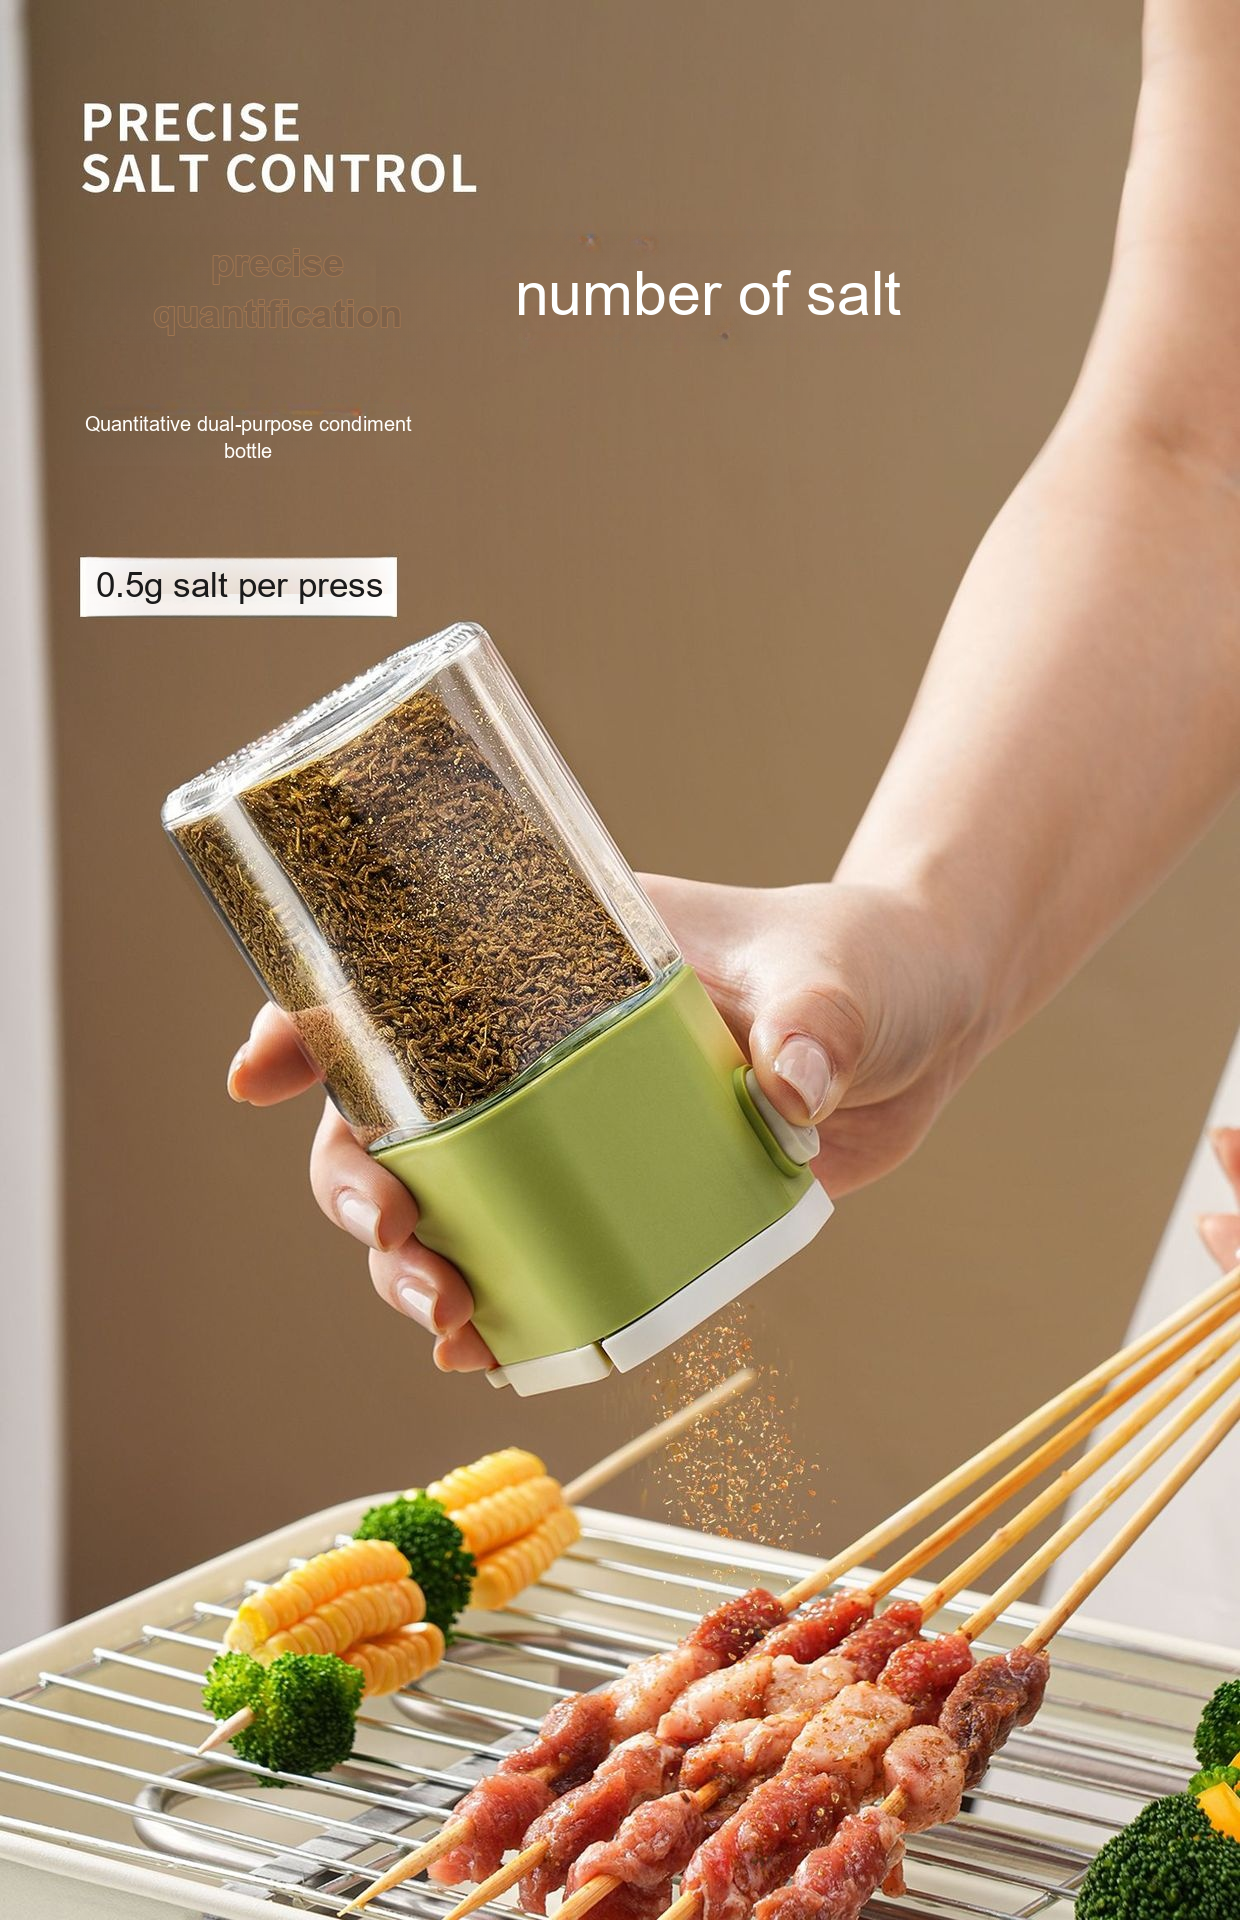 PRECISE
SALT CONTROL
precise
quantification
number of salt
Quantitative dual-purpose condiment
bottle
0.5g salt per press